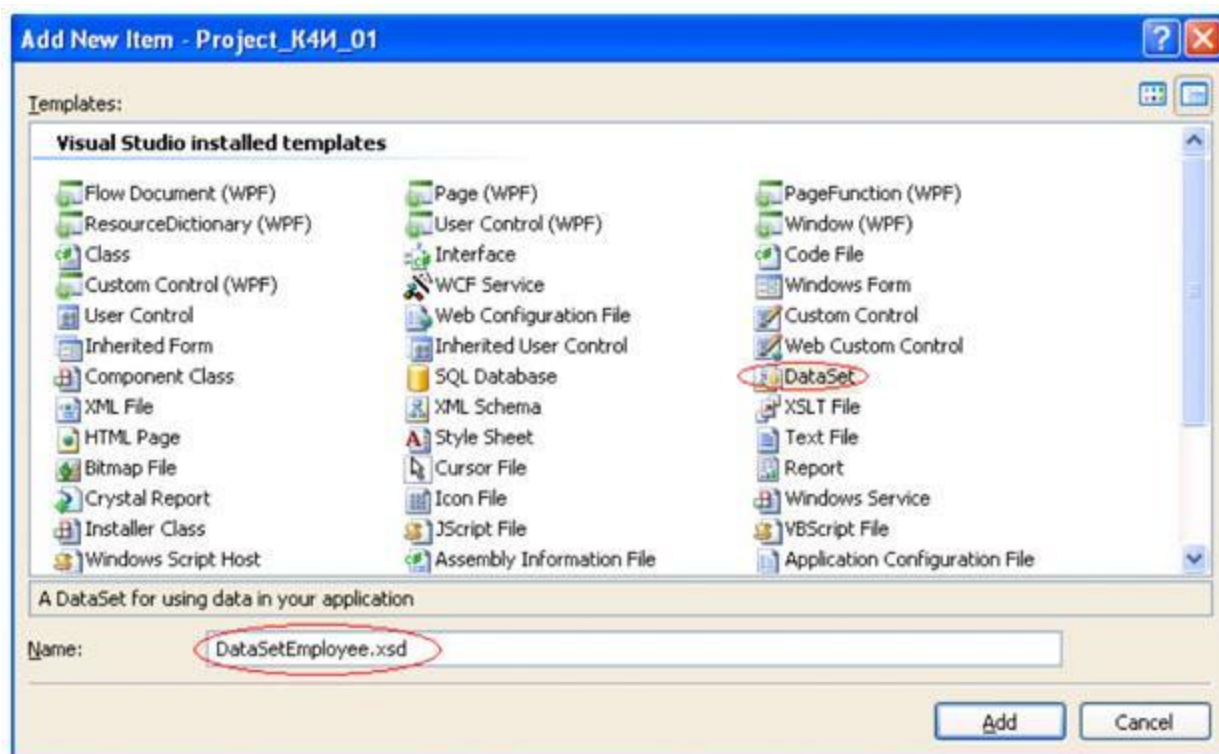 Add New Item - Project_К4И_01
Templates:
Visual Studio installed templates
Flow Document (WPF) Page (WPF) PageFunction (WPF)
ResourceDictionary (WPF) User Control (WPF) Window (WPF)
Class Interface Code File
Custom Control (WPF) WCF Service Windows Form
User Control Web Configuration File Custom Control
Inherited Form Inherited User Control Web Custom Control
Component Class SQL Database DataSet
XML File XML Schema XSLT File
HTML Page Style Sheet Text File
Bitmap File Cursor File Report
Crystal Report Icon File Windows Service
Installer Class JScript File VBScript File
Windows Script Host Assembly Information File Application Configuration File
A DataSet for using data in your application
Name: DataSetEmployee.xsd
Add Cancel